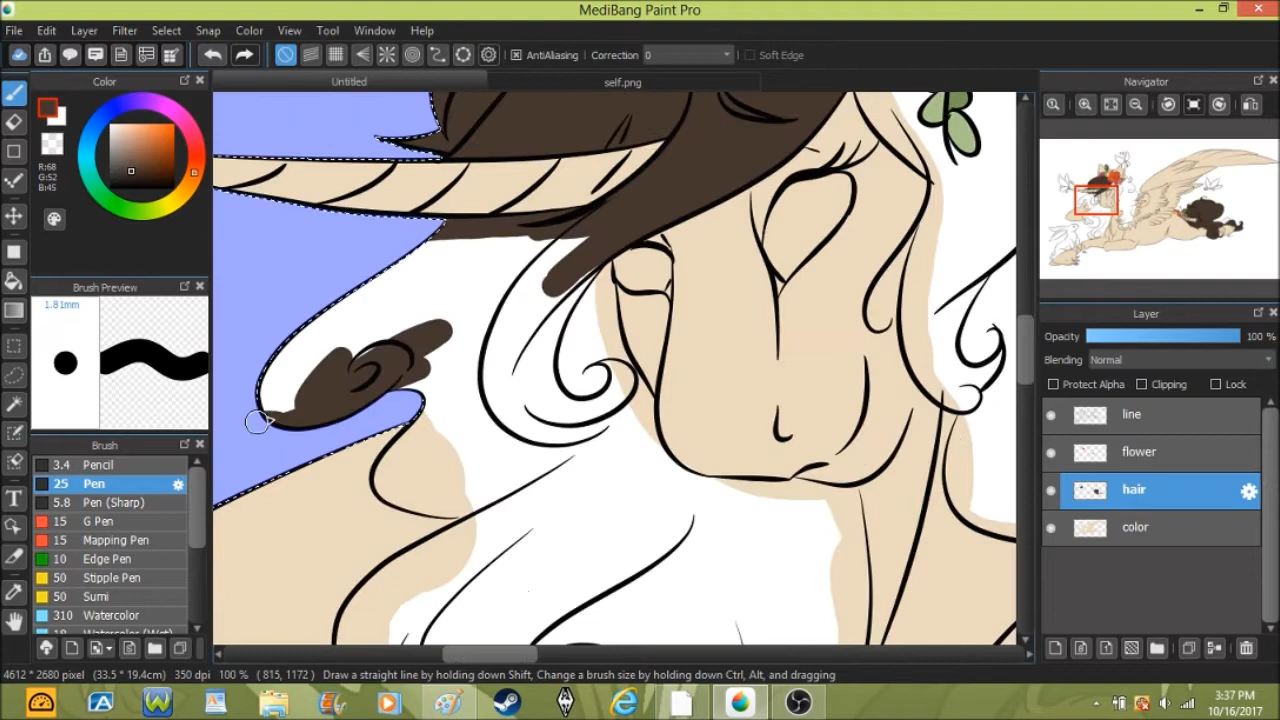 MediBang Paint Pro
File Edit Layer Filter Select Snap Color View Tool Window Help
AntiAliasing Correction 0 Soft Edge
Color
Untitled
self.png
Navigator
R:68
G:52
B:45
Brush Preview
1.81mm
Layer
Opacity 100 %
Blending Normal
Protect Alpha Clipping Lock
line
flower
hair
color
Brush
3.4 Pencil
25 Pen
5.8 Pen (Sharp)
15 G Pen
15 Mapping Pen
10 Edge Pen
50 Stipple Pen
50 Sumi
310 Watercolor
18 Watercolor (Wet)
4612 * 2680 pixel (33.5 * 19.4cm) 350 dpi 100 % ( 815, 1172 ) Draw a straight line by holding down Shift, Change a brush size by holding down Ctrl, Alt, and dragging
3:37 PM
10/16/2017